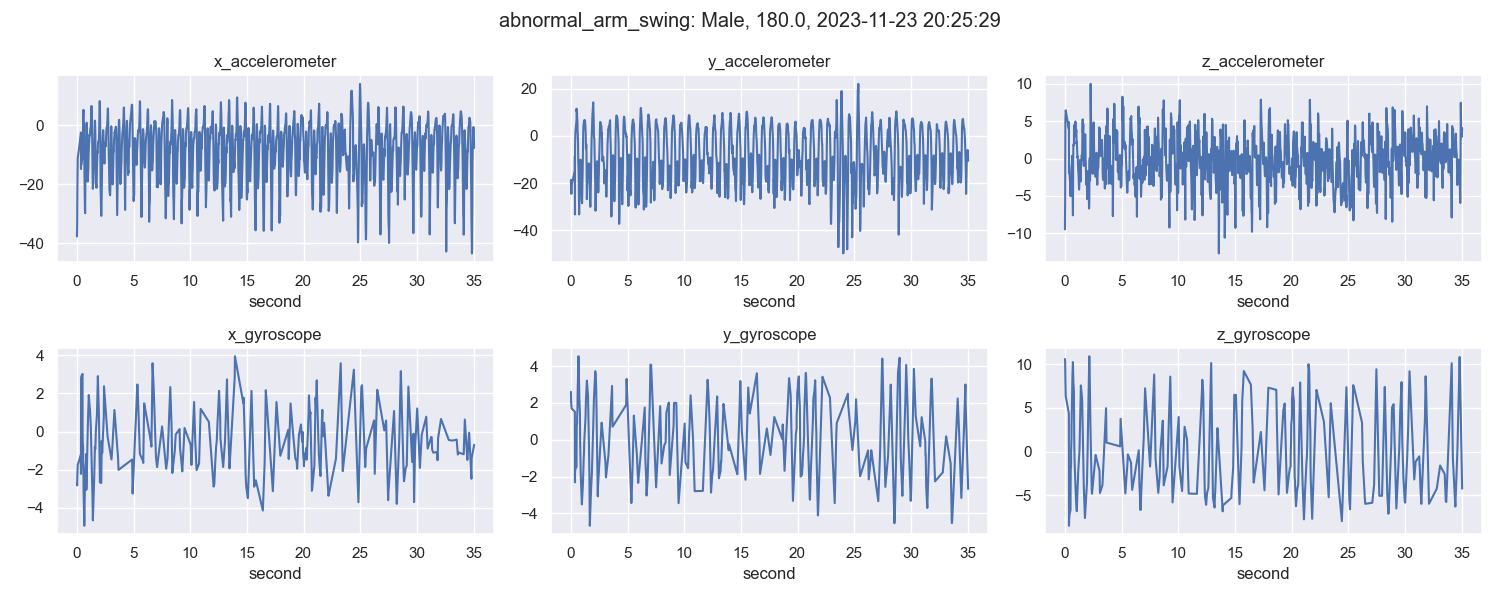 abnormal_arm_swing: Male, 180.0, 2023-11-23 20:25:29
x_accelerometer
0
−20
−40
0 5 10 15 20 25 30 35
second
y_accelerometer
20
0
−20
−40
0 5 10 15 20 25 30 35
second
z_accelerometer
10
5
0
−5
−10
0 5 10 15 20 25 30 35
second
x_gyroscope
4
2
0
−2
−4
0 5 10 15 20 25 30 35
second
y_gyroscope
4
2
0
−2
−4
0 5 10 15 20 25 30 35
second
z_gyroscope
10
5
0
−5
0 5 10 15 20 25 30 35
second